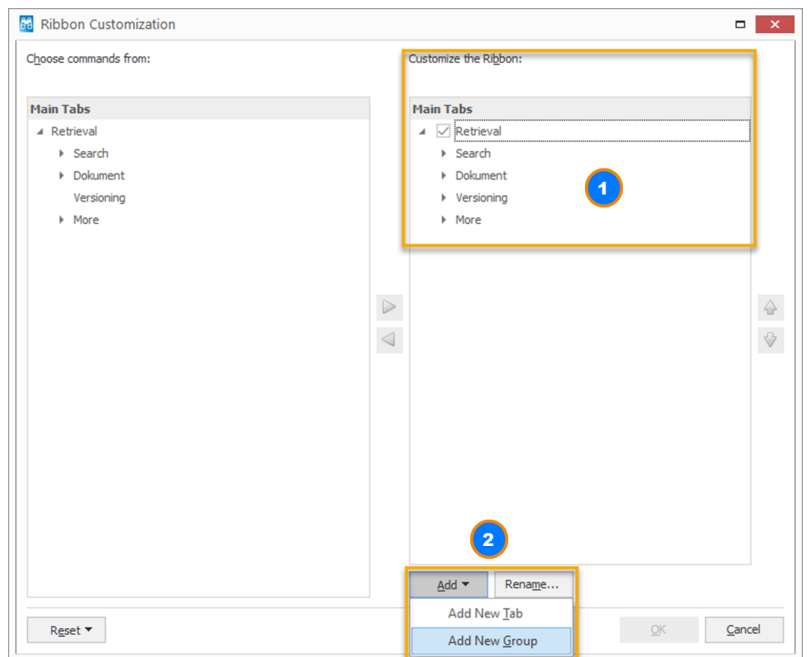 Ribbon Customization
Choose commands from:
Customize the Ribbon:
Main Tabs
Retrieval
Search
Dokument
Versioning
More
Main Tabs
Retrieval
Search
Dokument
Versioning
More
1
2
Add
Rename...
Add New Tab
Add New Group
Reset
OK
Cancel